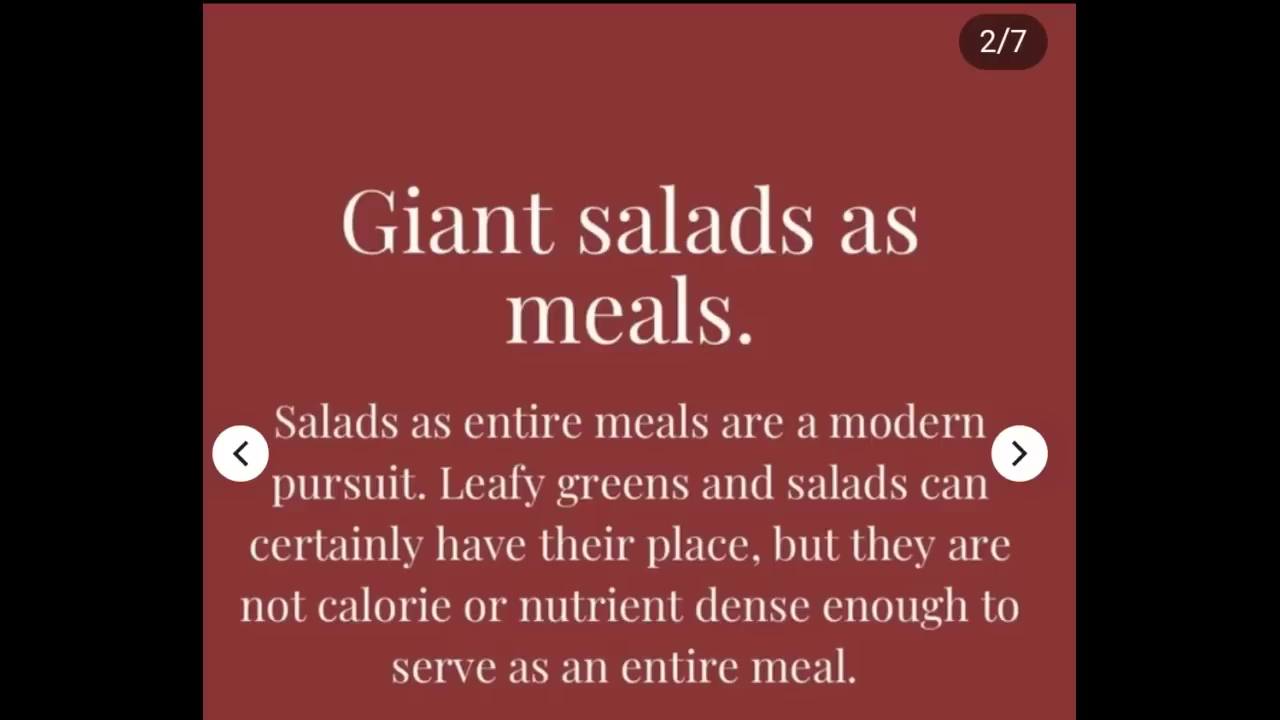 2/7
Giant salads as
meals.
Salads as entire meals are a modern
pursuit. Leafy greens and salads can
certainly have their place, but they are
not calorie or nutrient dense enough to
serve as an entire meal.